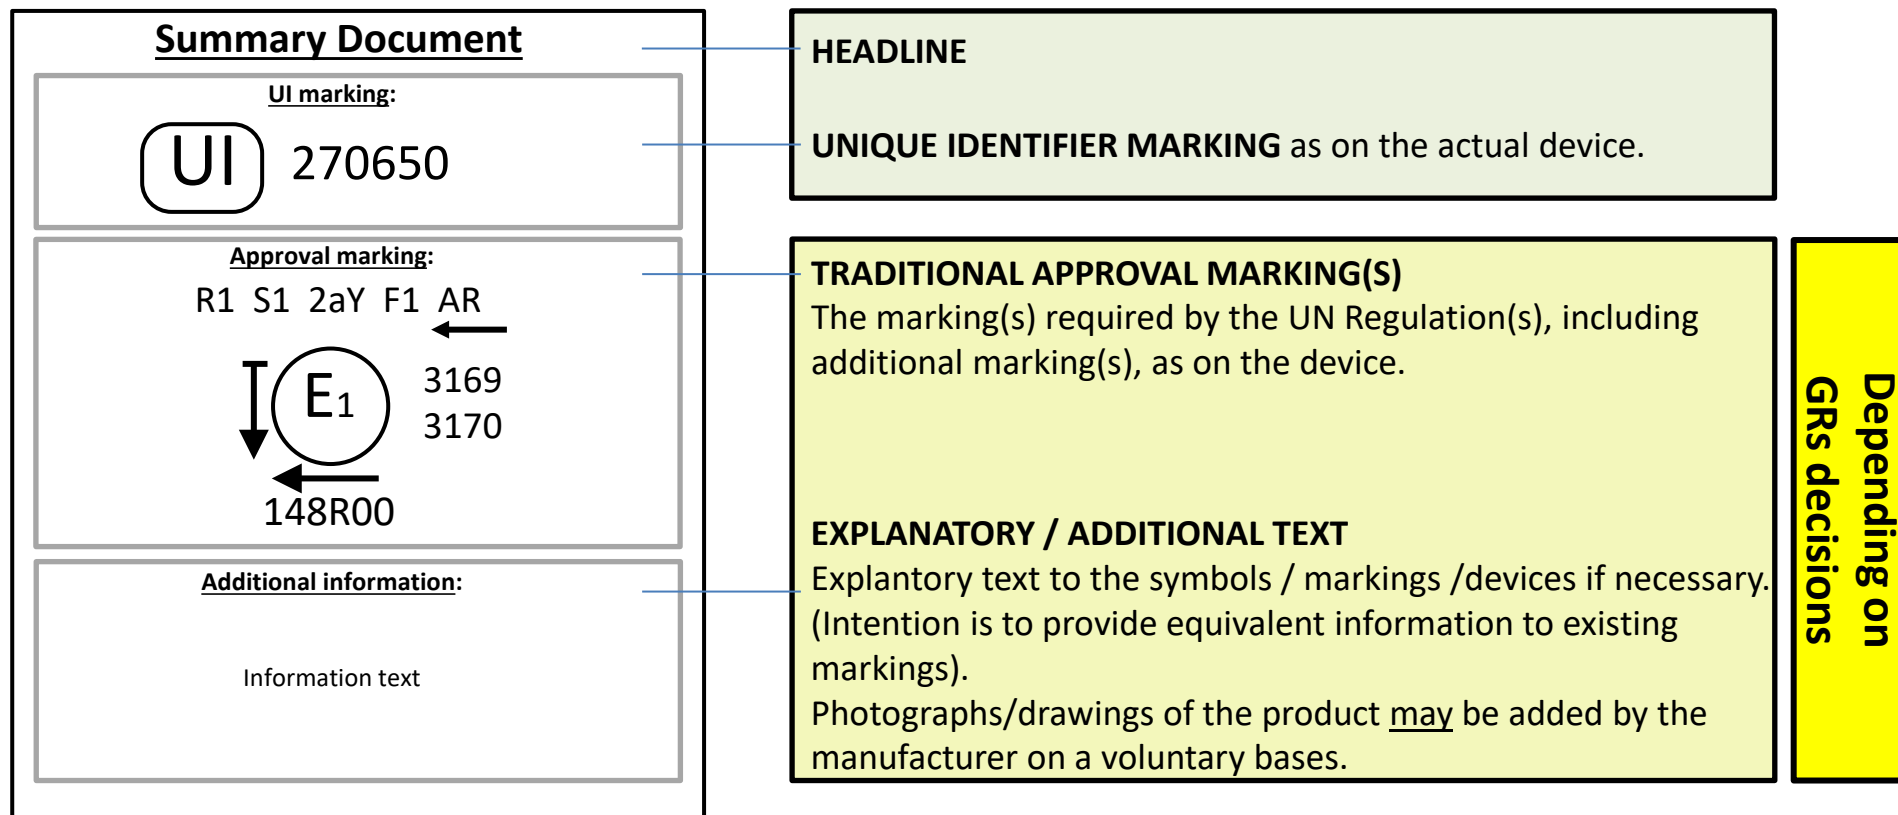 Summary Document
UI marking:
UI 270650
Approval marking:
R1 S1 2aY F1 AR
E1
3169
3170
148R00
Additional information:
Information text
HEADLINE
UNIQUE IDENTIFIER MARKING as on the actual device.
TRADITIONAL APPROVAL MARKING(S)
The marking(s) required by the UN Regulation(s), including
additional marking(s), as on the device.
EXPLANATORY / ADDITIONAL TEXT
Explantory text to the symbols / markings /devices if necessary.
(Intention is to provide equivalent information to existing
markings).
Photographs/drawings of the product may be added by the
manufacturer on a voluntary bases.
Depending on
GRs decisions